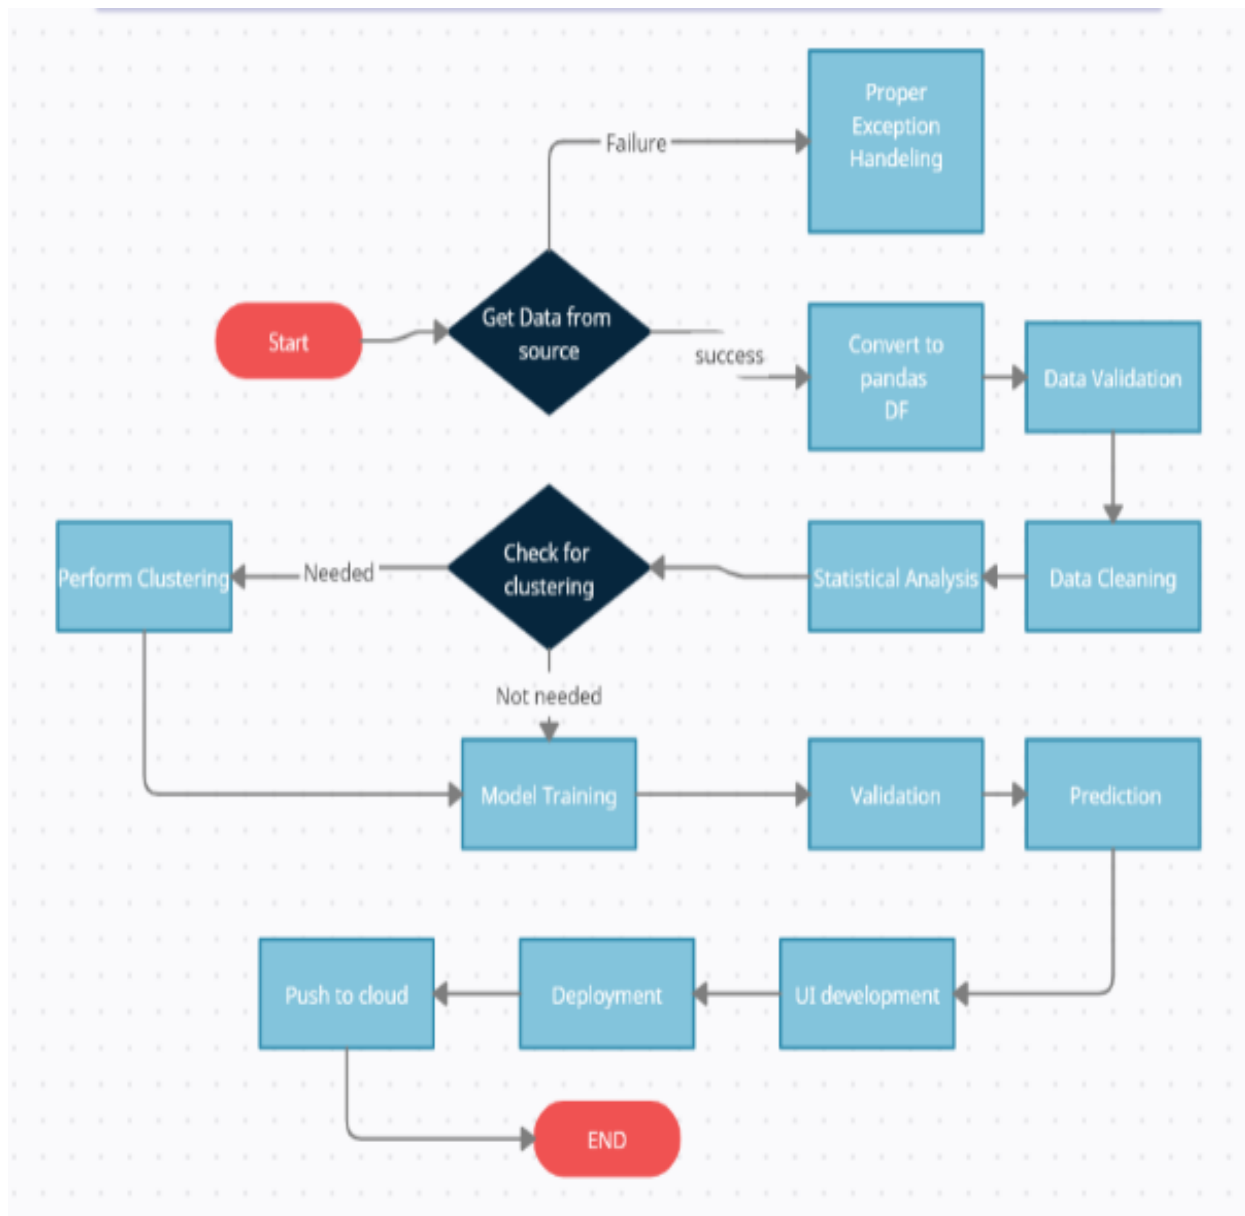 Proper
Exception
Handeling
Failure
Get Data from
source
Start
success
Convert to
pandas
DF
Data Validation
Check for
clustering
Needed
Perform Clustering
Statistical Analysis
Data Cleaning
Not needed
Model Training
Validation
Prediction
Push to cloud
Deployment
UI development
END